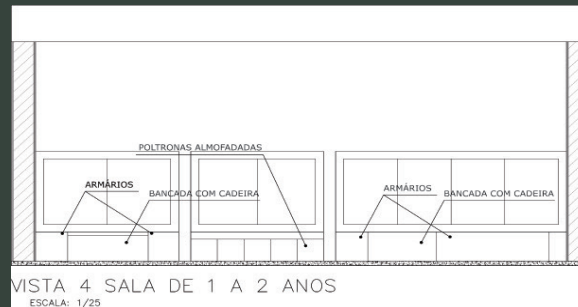 POLTRONAS ALMOFADADAS
ARMÁRIOS
BANCADA COM CADEIRA
ARMÁRIOS
BANCADA COM CADEIRA
VISTA 4 SALA DE 1 A 2 ANOS
ESCALA: 1/25